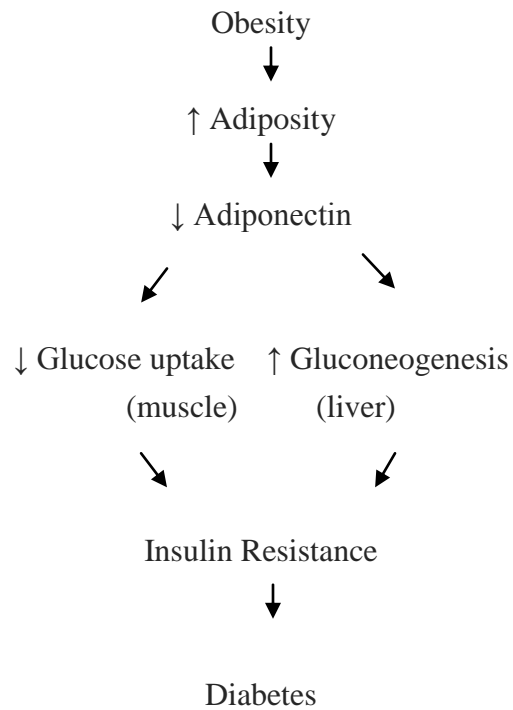 Obesity
↑ Adiposity
↓ Adiponectin
↓ Glucose uptake ↑ Gluconeogenesis
(muscle) (liver)
Insulin Resistance
Diabetes